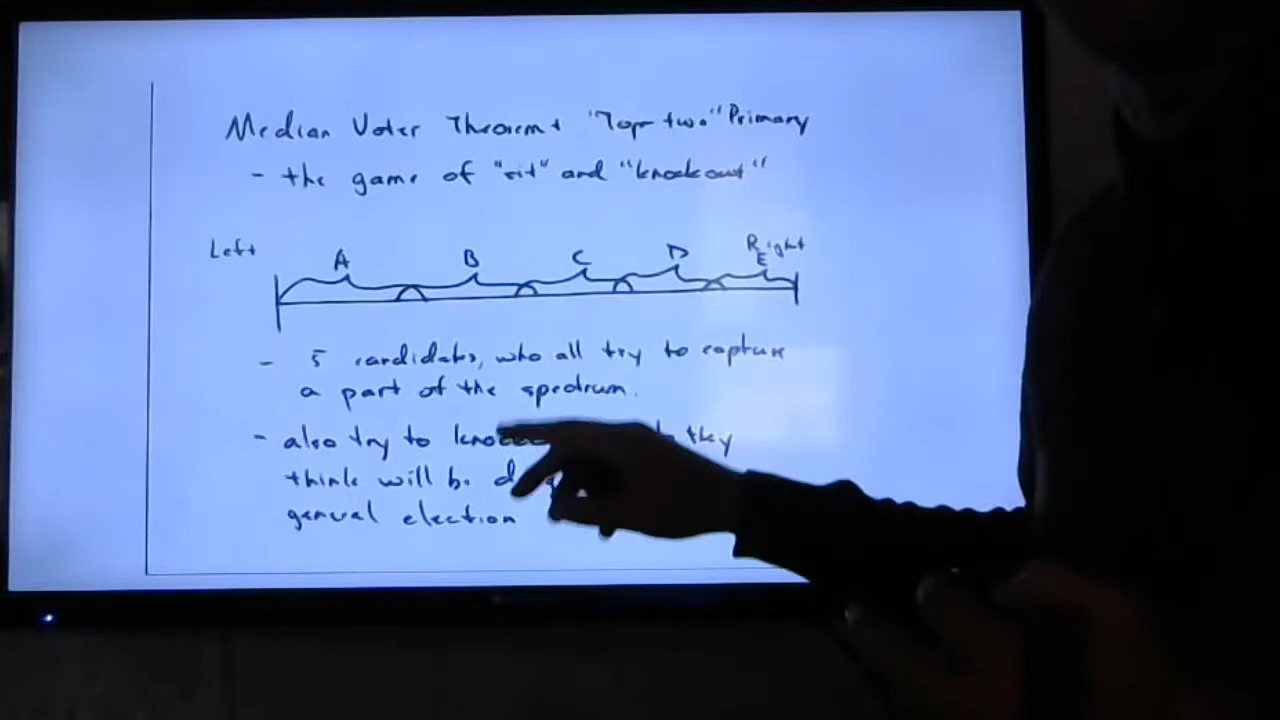 Median Voter Theorem + "Top-two" Primary
- the game of and "knockout"
Left A B C D Right
E
- 5 candidates, who all try to capture
a part of the spectrum.
- also try to they
think will be
general election